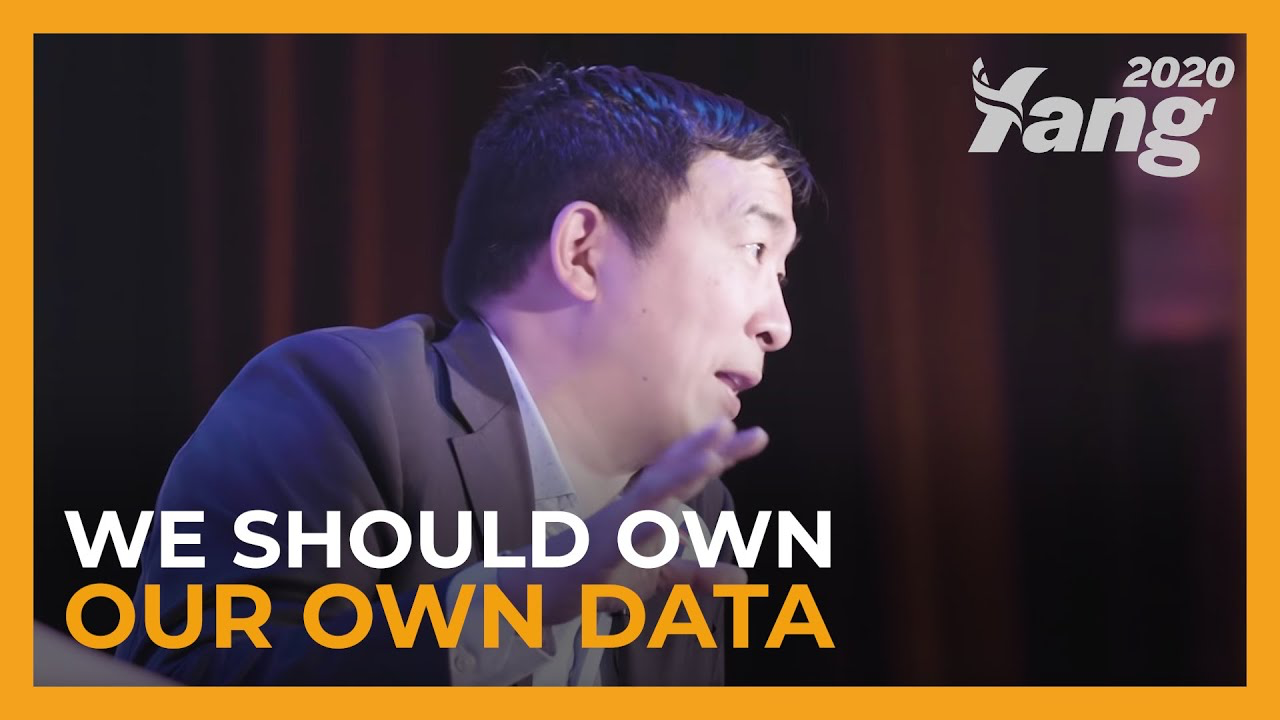 2020
Yang
WE SHOULD OWN
OUR OWN DATA